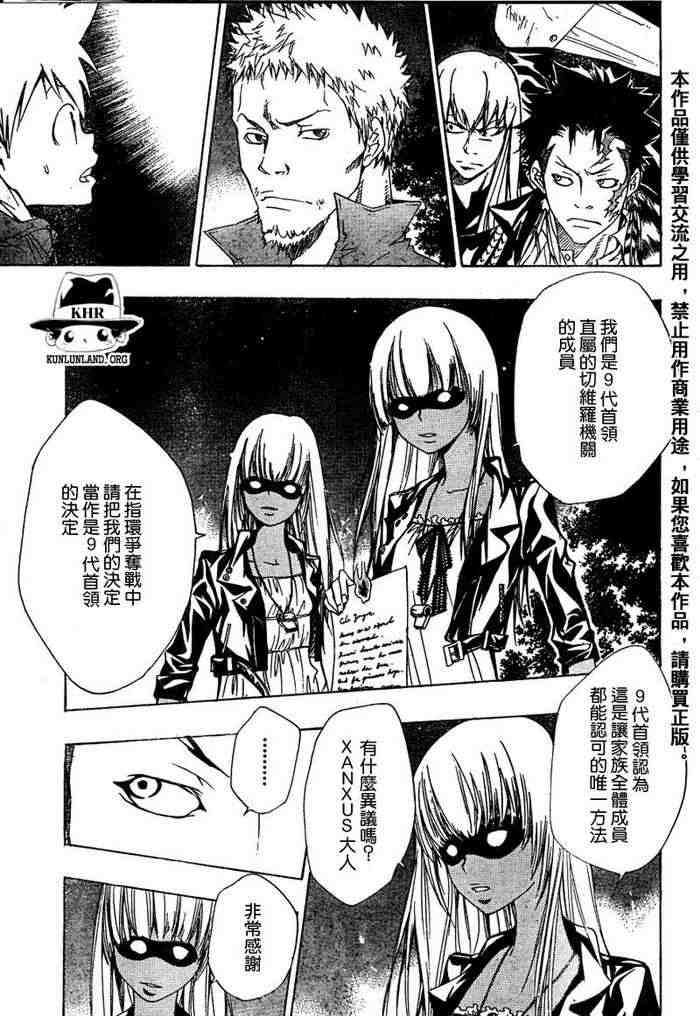 我們是9代首領
直屬的切維羅機關
的成員
在指環爭奪戰中
請把我們的決定
當作是9代首領
的決定
9代首領認為
這是讓家族全體成員
都能認可的唯一方法
有什麼異議嗎？
XANXUS大人
………
非常感謝
KHR
KUNLUNLAND.ORG
本作品僅供學習交流之用，禁止用作商業用途，如果您喜歡本作品，請購買正版。